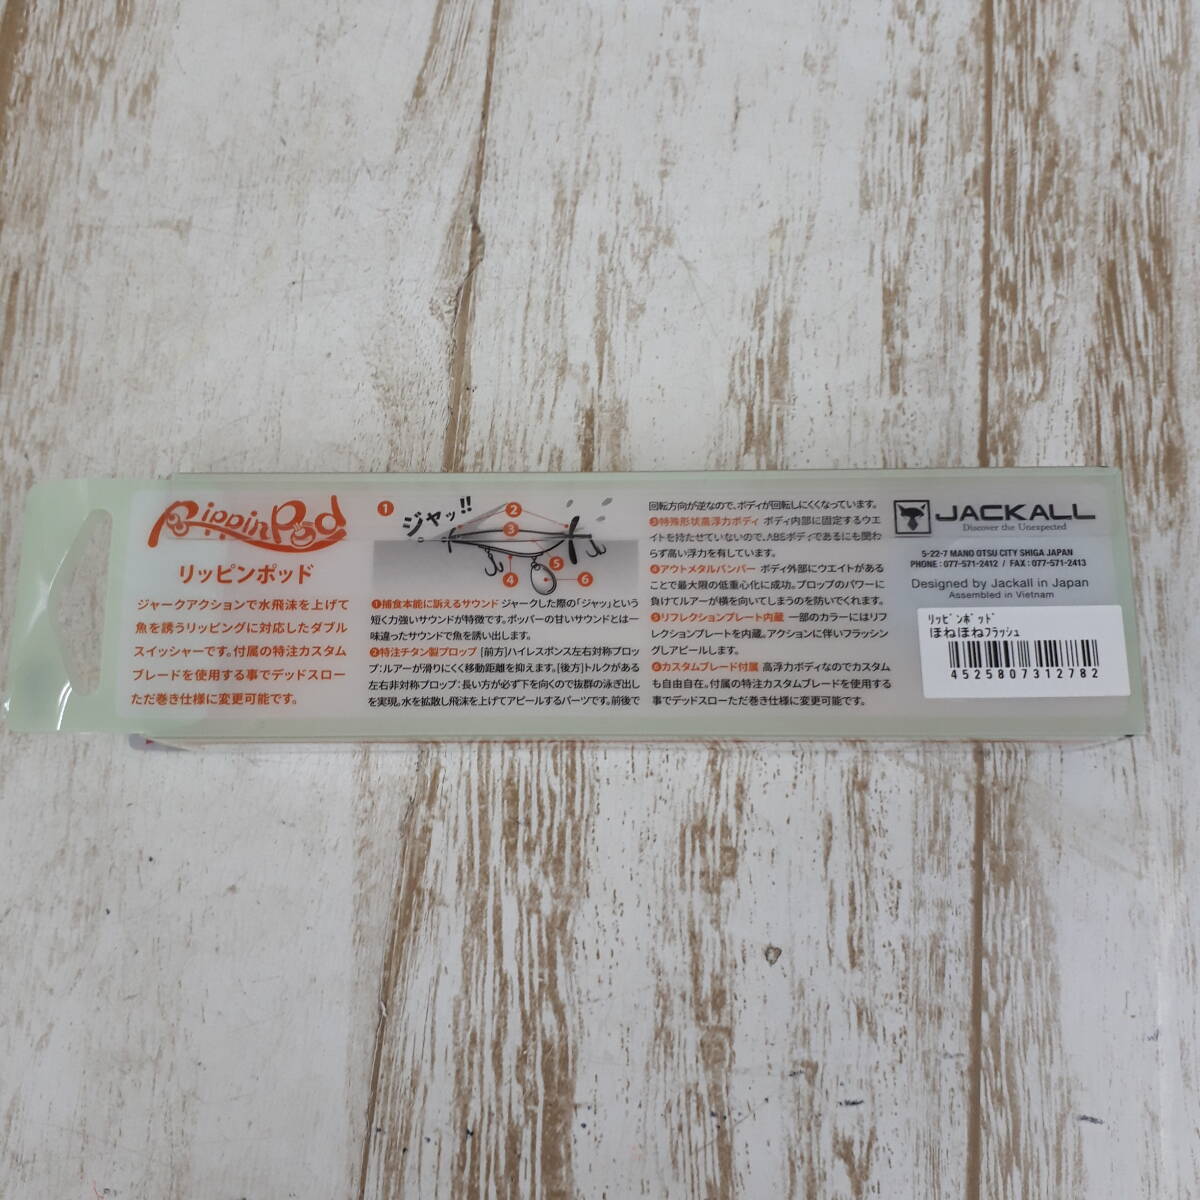 Rippin Pod
リッピンポッド
ジャークアクションで水飛沫を上げて
魚を誘うリッピングに対応したダブル
スイッシャーです。付属の特注カスタム
ブレードを使用する事でデッドスロー
ただ巻き仕様に変更可能です。
1
ジャッ!!
2
3
4
5
6
❶捕食本能に訴えるサウンド ジャークした際の「ジャッ」という
短く力強いサウンドが特徴です。ポッパーの甘いサウンドとは一
味違ったサウンドで魚を誘い出します。
❷特注チタン製プロップ [前方]ハイレスポンス左右対称プロッ
プ:ルアーが滑りにくく移動距離を抑えます。[後方]トルクがある
左右非対称プロップ:長い方が必ず下を向くので抜群の泳ぎ出し
を実現。水を拡散し飛沫を上げてアピールするパーツです。前後で
回転方向が逆なので、ボディが回転しにくくなっています。
❸特殊形状高浮力ボディ ボディ内部に固定するウエ
イトを持たせていないので、ABSボディであるにも関わ
らず高い浮力を有しています。
❹アウトメタルバンパー ボディ外部にウエイトがある
ことで最大限の低重心化に成功。プロップのパワーに
負けてルアーが横を向いてしまうのを防いでくれます。
❺リフレクションプレート内蔵 一部のカラーにはリフ
レクションプレートを内蔵。アクションに伴いフラッシン
グしアピールします。
❻カスタムブレード付属 高浮力ボディなのでカスタム
も自由自在。付属の特注カスタムブレードを使用する
事でデッドスローただ巻き仕様に変更可能です。
JACKALL
Discover the Unexpected
5-22-7 MANO OTSU CITY SHIGA JAPAN
PHONE : 077-571-2412 / FAX : 077-571-2413
Designed by Jackall in Japan
Assembled in Vietnam
ﾘｯﾋﾟﾝﾎﾟｯﾄﾞ
ほねほねﾌﾗｯｼｭ
4525807312782